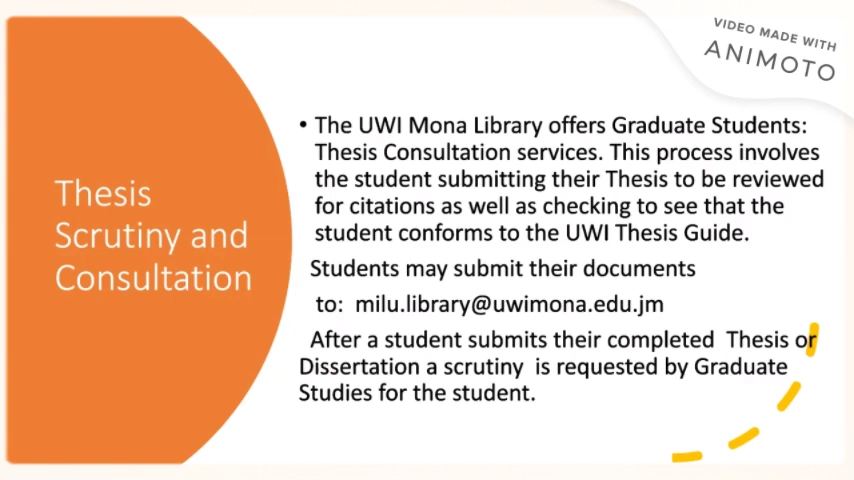 VIDEO MADE WITH
ANIMOTO
Thesis
Scrutiny and
Consultation
• The UWI Mona Library offers Graduate Students:
Thesis Consultation services. This process involves
the student submitting their Thesis to be reviewed
for citations as well as checking to see that the
student conforms to the UWI Thesis Guide.
Students may submit their documents
to: milu.library@uwimona.edu.jm
After a student submits their completed Thesis or
Dissertation a scrutiny is requested by Graduate
Studies for the student.